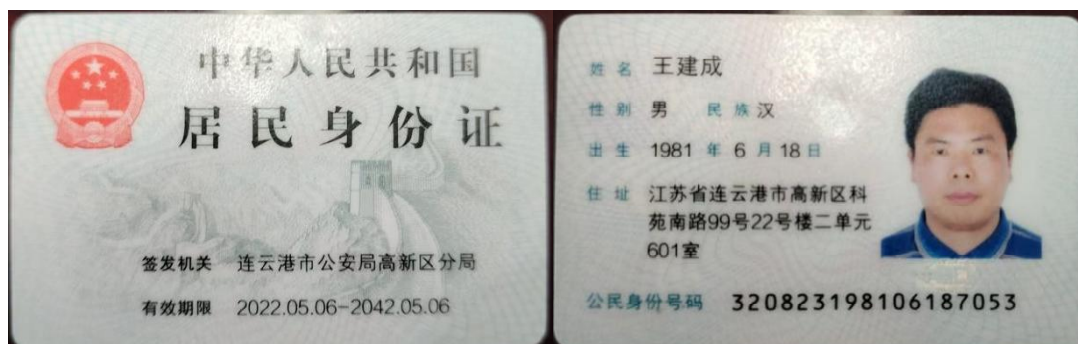 中华人民共和国
居民身份证
签发机关 连云港市公安局高新区分局
有效期限 2022.05.06-2042.05.06
姓名 王建成
性别 男 民族 汉
出生 1981 年 6 月 18 日
住址 江苏省连云港市高新区科
苑南路99号22号楼二单元
601室
公民身份号码 320823198106187053